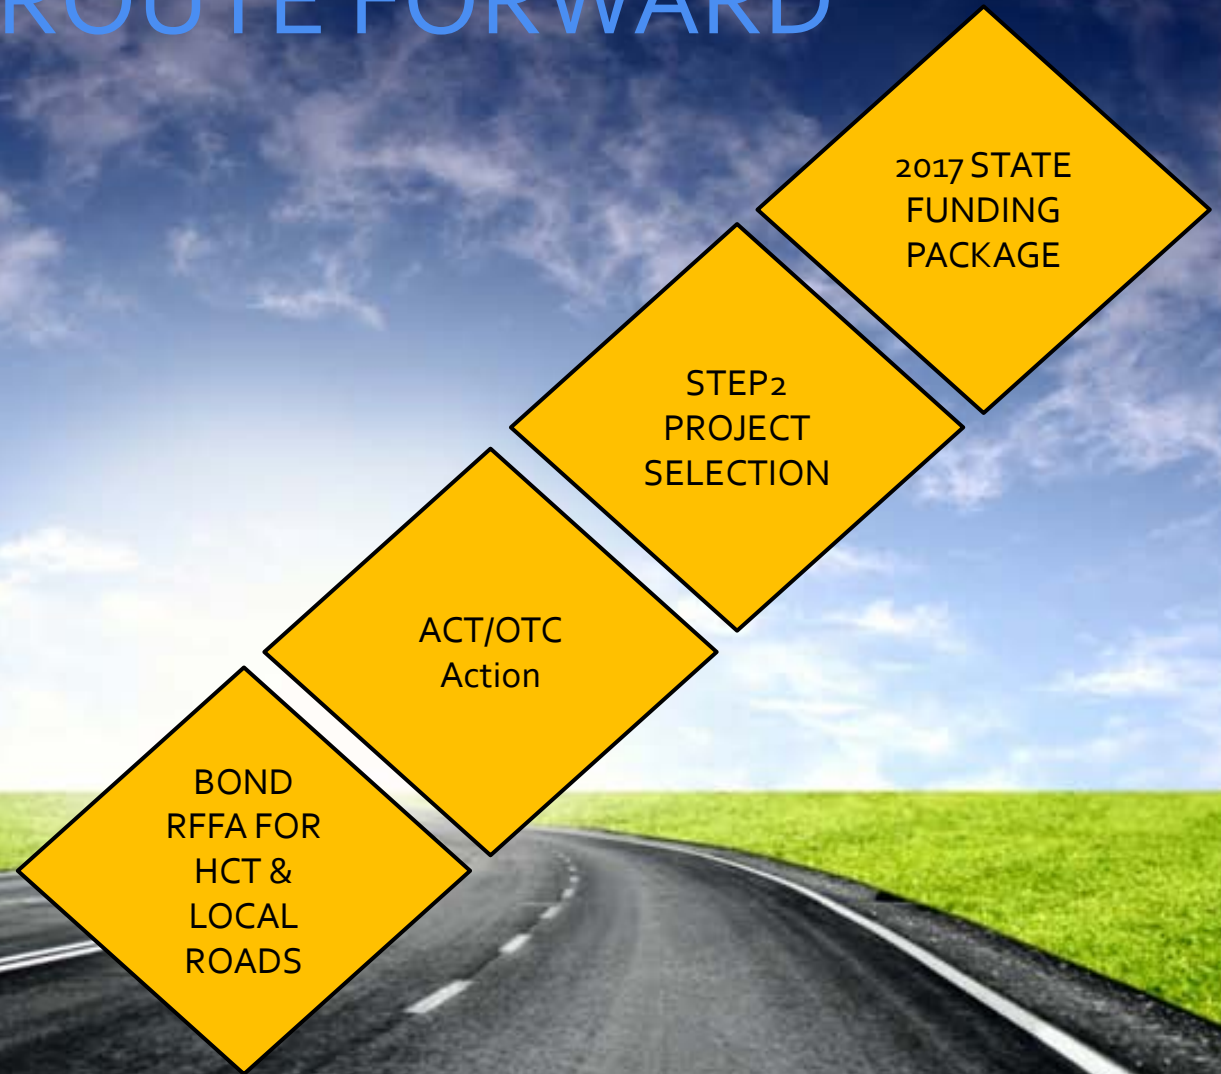 ROUTE FORWARD
2017 STATE
FUNDING
PACKAGE
STEP2
PROJECT
SELECTION
ACT/OTC
Action
BOND
RFFA FOR
HCT &
LOCAL
ROADS